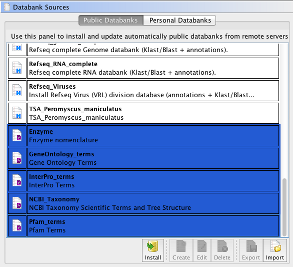 Databank Sources
Public Databanks Personal Databanks
Use this panel to install and update automatically public databanks from remote servers
Refseq complete Genome databank (Klast/Blast + annotations).
Refseq_RNA_complete
Refseq complete RNA databank (Klast/Blast + annotations).
Refseq_Viruses
Install Refseq Virus (VRL) division database (annotations + Klast/Blast...
TSA_Peromyscus_maniculatus
TSA_Peromyscus_maniculatus
Enzyme
Enzyme nomenclature
GeneOntology_terms
Gene Ontology Terms
InterPro_terms
InterPro Terms
NCBI_Taxonomy
NCBI Taxonomy Scientific Terms and Tree Structure
Pfam_terms
Pfam Terms
Install Create Edit Delete Export Import